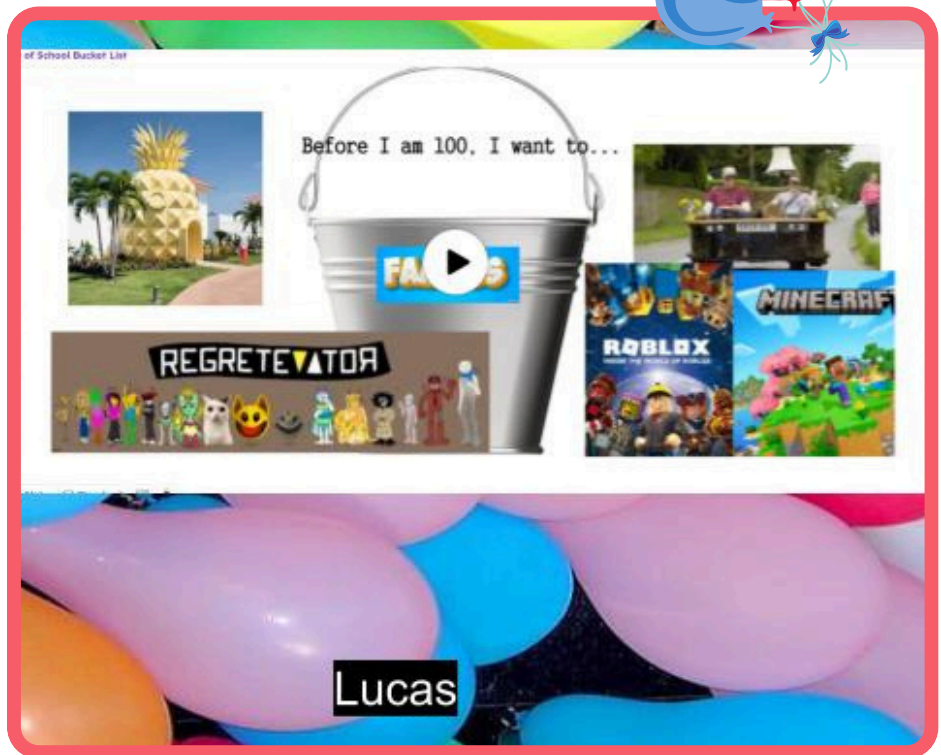 of School Bucket List
Before I am 100, I want to...
REGRETEVATOR
ROBLOX
MINECRAFT
Lucas